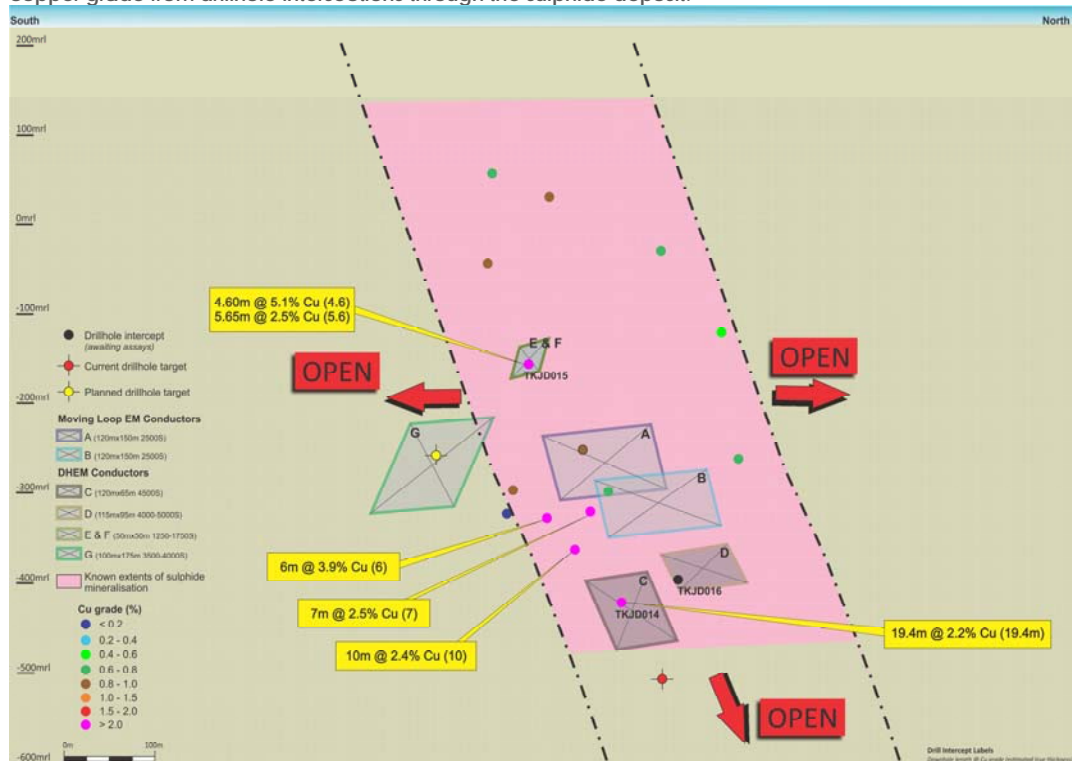 copper grade from drillhole intersections through the sulphide deposit.
South
North
200mrl
100mrl
0mrl
-100mrl
-200mrl
-300mrl
-400mrl
-500mrl
-600mrl
4.60m @ 5.1% Cu (4.6)
5.65m @ 2.5% Cu (5.6)
E & F
TKJD015
OPEN
OPEN
G
A
B
D
TKJD016
C
TKJD014
6m @ 3.9% Cu (6)
7m @ 2.5% Cu (7)
10m @ 2.4% Cu (10)
19.4m @ 2.2% Cu (19.4m)
OPEN
Drillhole intercept
(awaiting assays)
Current drillhole target
Planned drillhole target
Moving Loop EM Conductors
A (120mx150m 2500S)
B (120mx150m 2500S)
DHEM Conductors
C (120mx65m 4500S)
D (115mx95m 4000-5000S)
E & F (30mx30m 1200-1700S)
G (100mx175m 3500-4000S)
Known extents of sulphide
mineralisation
Cu grade (%)
< 0.2
0.2 - 0.4
0.4 - 0.6
0.6 - 0.8
0.8 - 1.0
1.0 - 1.5
1.5 - 2.0
> 2.0
0m
100m
Drill Intercept Labels
Downhole length @ Cu grade (estimated true thickness)